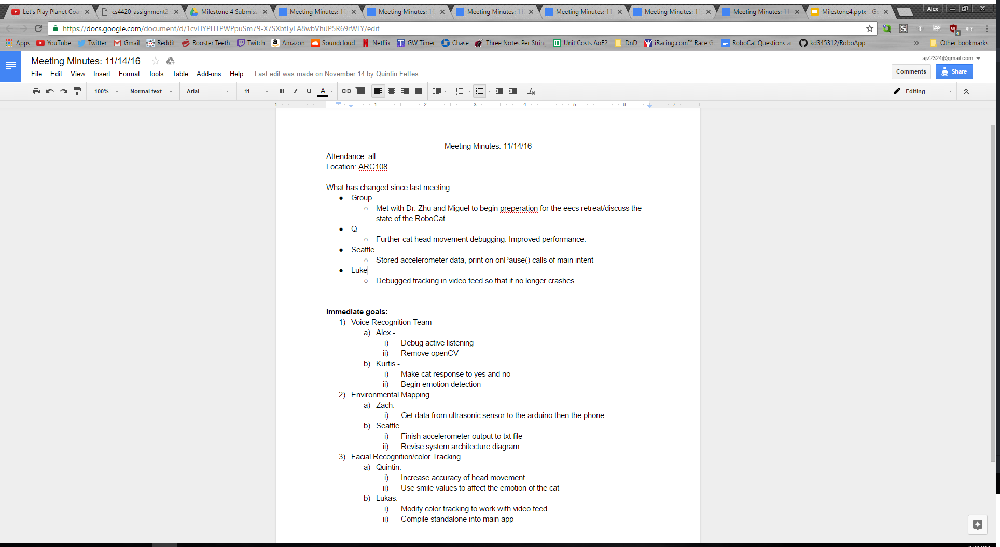 Let's Play Planet Coa
cs4420_assignment2
Milestone 4 Submiss
Meeting Minutes: 11
Meeting Minutes: 11
Meeting Minutes: 11
Meeting Minutes: 11
Meeting Minutes: 11
Meeting Minutes: 11
Milestone4.pptx - Go
Alex
https://docs.google.com/document/d/1cvHYPHTPWPpuSm79-X7SXbtLyLA8wbVhiJP5R69rWLY/edit
Apps YouTube Twitter Gmail Reddit Rooster Teeth Twitch Amazon Soundcloud Netflix GW Timer Chase Three Notes Per String Unit Costs AoE2 DnD iRacing.com™ Race G RoboCat Questions a kd345312/RoboApp » Other bookmarks
Meeting Minutes: 11/14/16
ajv2324@gmail.com
File Edit View Insert Format Tools Table Add-ons Help Last edit was made on November 14 by Quintin Fettes
Comments Share
100% Normal text Arial 11 B I U A Editing
1 1 2 3 4 5 6 7
Meeting Minutes: 11/14/16
Attendance: all
Location: ARC108
What has changed since last meeting:
● Group
○ Met with Dr. Zhu and Miguel to begin preperation for the eecs retreat/discuss the
state of the RoboCat
● Q
○ Further cat head movement debugging. Improved performance.
● Seattle
○ Stored accelerometer data, print on onPause() calls of main intent
● Luke
○ Debugged tracking in video feed so that it no longer crashes
Immediate goals:
1) Voice Recognition Team
a) Alex -
i) Debug active listening
ii) Remove openCV
b) Kurtis -
i) Make cat response to yes and no
ii) Begin emotion detection
2) Environmental Mapping
a) Zach:
i) Get data from ultrasonic sensor to the arduino then the phone
b) Seattle
i) Finish accelerometer output to txt file
ii) Revise system architecture diagram
3) Facial Recognition/color Tracking
a) Quintin:
i) Increase accuracy of head movement
ii) Use smile values to affect the emotion of the cat
b) Lukas:
i) Modify color tracking to work with video feed
ii) Compile standalone into main app